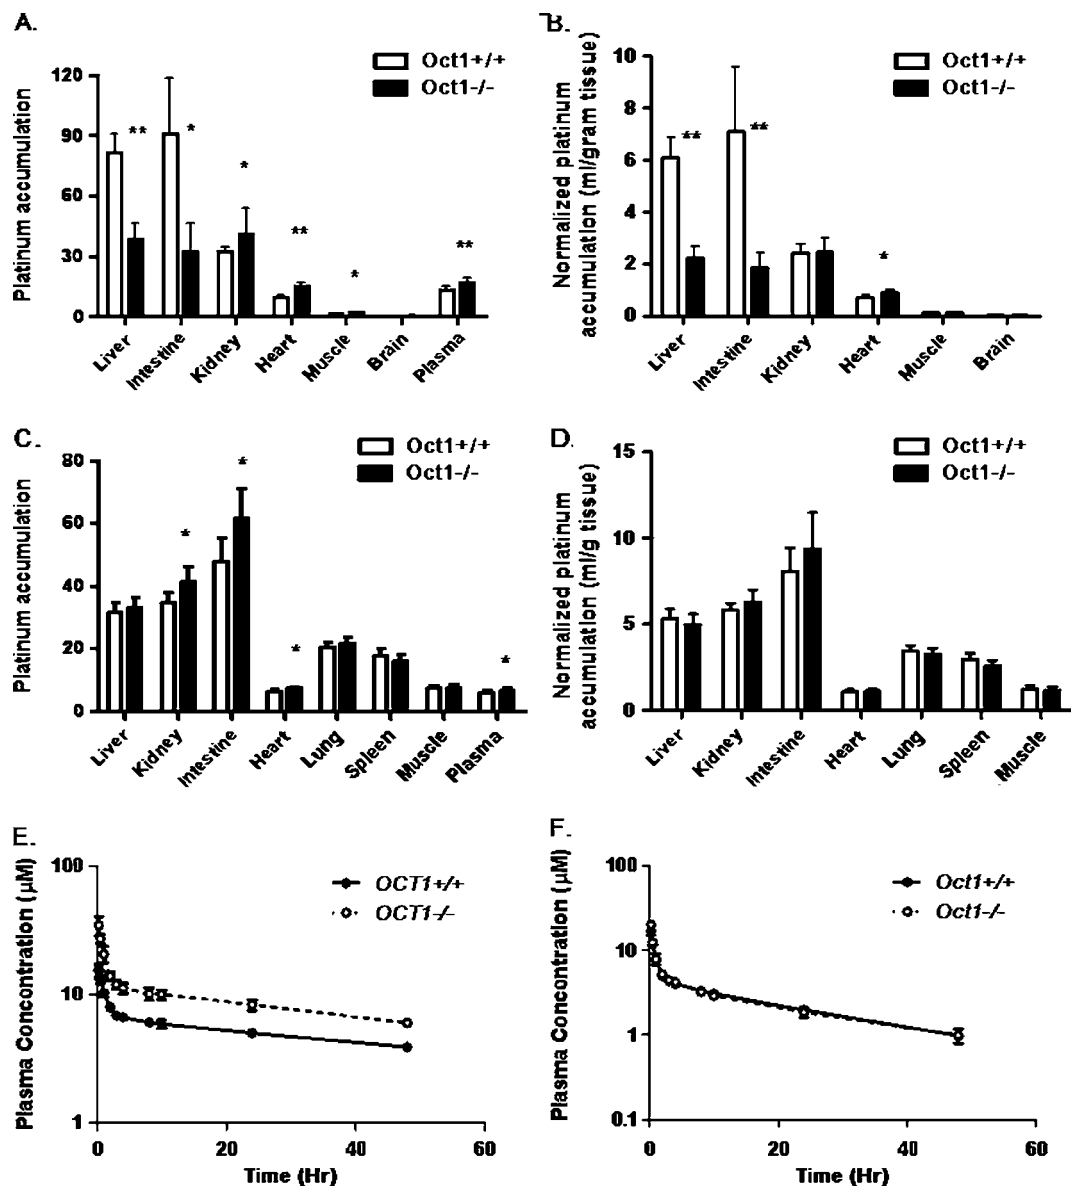 A.
Oct1+/+
Oct1-/-
Platinum accumulation
120
90
60
30
0
** * * ** * **
Liver Intestine Kidney Heart Muscle Brain Plasma
B.
Oct1+/+
Oct1-/-
Normalized platinum
accumulation (ml/gram tissue)
10
8
6
4
2
0
** ** *
Liver Intestine Kidney Heart Muscle Brain
C.
Oct1+/+
Oct1-/-
Platinum accumulation
80
60
40
20
0
* * * *
Liver Kidney Intestine Heart Lung Spleen Muscle Plasma
D.
Oct1+/+
Oct1-/-
Normalized platinum
accumulation (ml/g tissue)
15
10
5
0
Liver Kidney Intestine Heart Lung Spleen Muscle
E.
OCT1+/+
OCT1-/-
Plasma Concentration (µM)
100
10
1
0 20 40 60
Time (Hr)
F.
Oct1+/+
Oct1-/-
Plasma Concentration (µM)
100
10
1
0.1
0 20 40 60
Time (Hr)